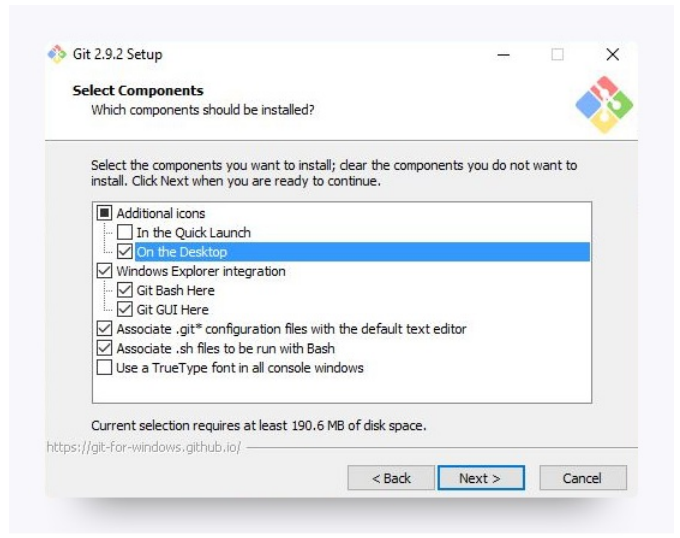 Git 2.9.2 Setup
Select Components
Which components should be installed?
Select the components you want to install; clear the components you do not want to
install. Click Next when you are ready to continue.
Additional icons
In the Quick Launch
On the Desktop
Windows Explorer integration
Git Bash Here
Git GUI Here
Associate .git* configuration files with the default text editor
Associate .sh files to be run with Bash
Use a TrueType font in all console windows
Current selection requires at least 190.6 MB of disk space.
https://git-for-windows.github.io/
< Back Next > Cancel